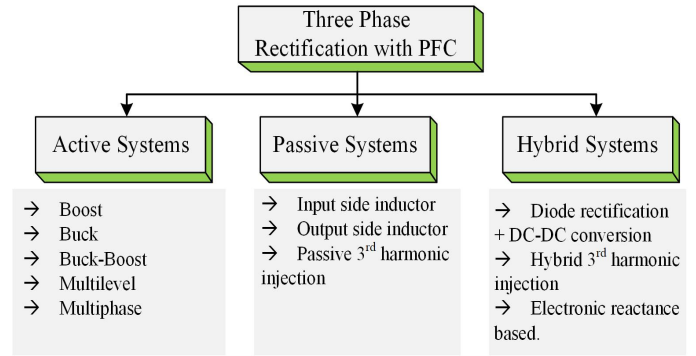 Three Phase
Rectification with PFC
Active Systems
→ Boost
→ Buck
→ Buck-Boost
→ Multilevel
→ Multiphase
Passive Systems
→ Input side inductor
→ Output side inductor
→ Passive 3rd harmonic
injection
Hybrid Systems
→ Diode rectification
+ DC-DC conversion
→ Hybrid 3rd harmonic
injection
→ Electronic reactance
based.